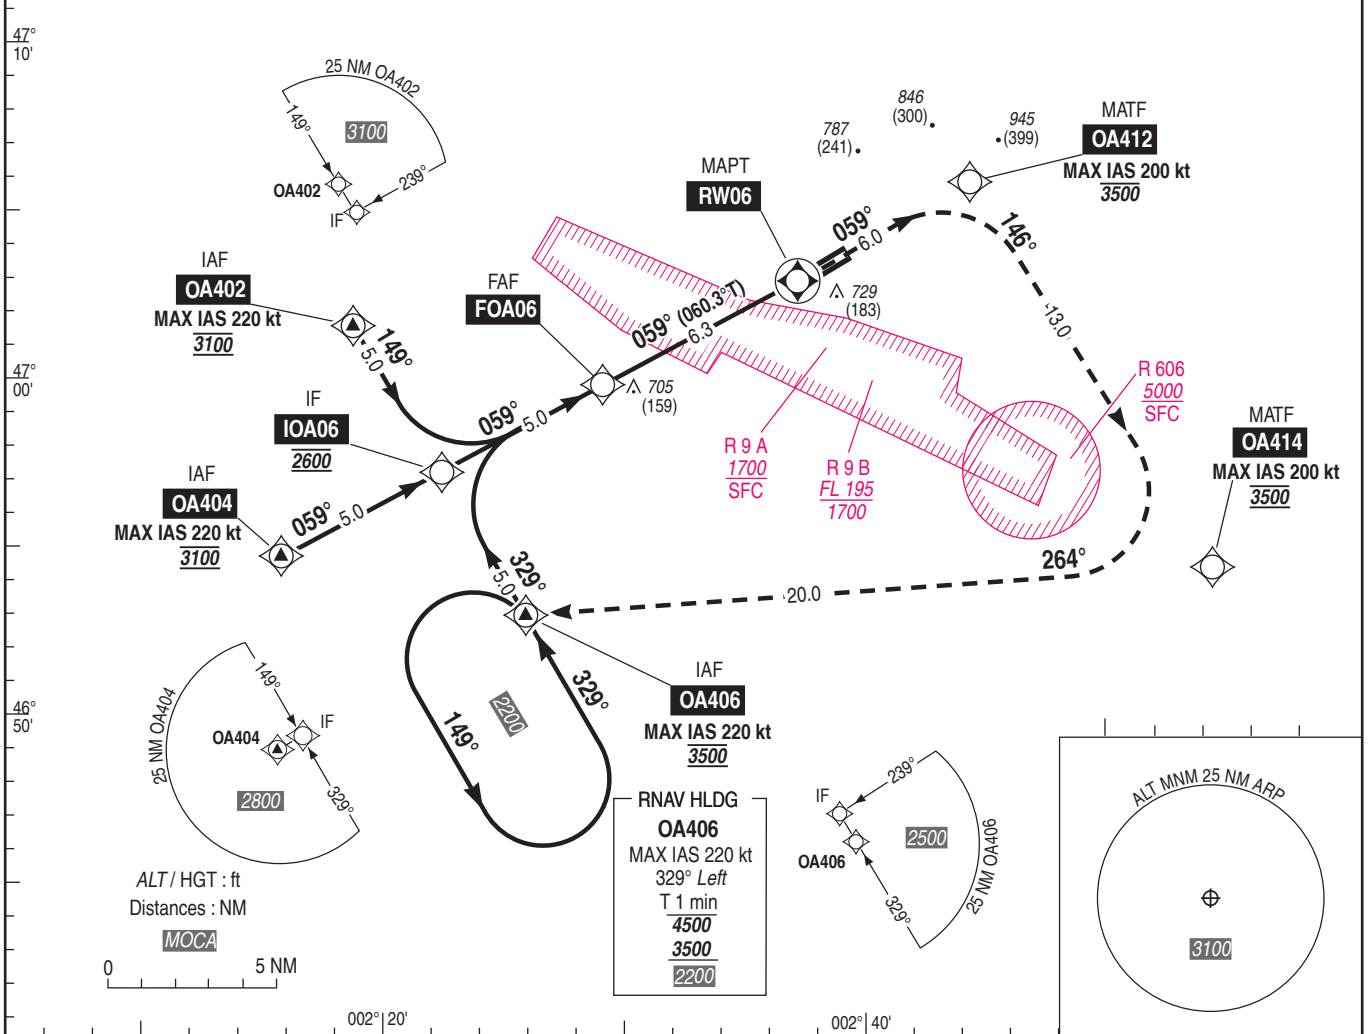 47°
10'
25 NM OA402
149°
3100
239°
OA402
IF
846
(300)
787
(241)
945
(399)
MATF
OA412
MAX IAS 200 kt
3500
MAPT
RW06
059°
6.0
146°
IAF
OA402
MAX IAS 220 kt
3100
149°
5.0
FAF
FOA06
059° (060.3°T)
6.3
729
(183)
13.0
47°
00'
705
(159)
R 606
5000
SFC
IF
IOA06
2600
059°
5.0
MATF
OA414
MAX IAS 200 kt
3500
R 9 A
1700
SFC
R 9 B
FL 195
1700
IAF
OA404
MAX IAS 220 kt
3100
059°
5.0
329°
5.0
264°
20.0
IAF
OA406
MAX IAS 220 kt
3500
46°
50'
25 NM OA404
149°
IF
OA404
2800
329°
149°
2200
329°
RNAV HLDG
OA406
MAX IAS 220 kt
329° Left
T 1 min
4500
3500
2200
239°
IF
2500
OA406
329°
25 NM OA406
ALT MNM 25 NM ARP
3100
ALT / HGT : ft
Distances : NM
MOCA
0 5 NM
002° 20'
002° 40'